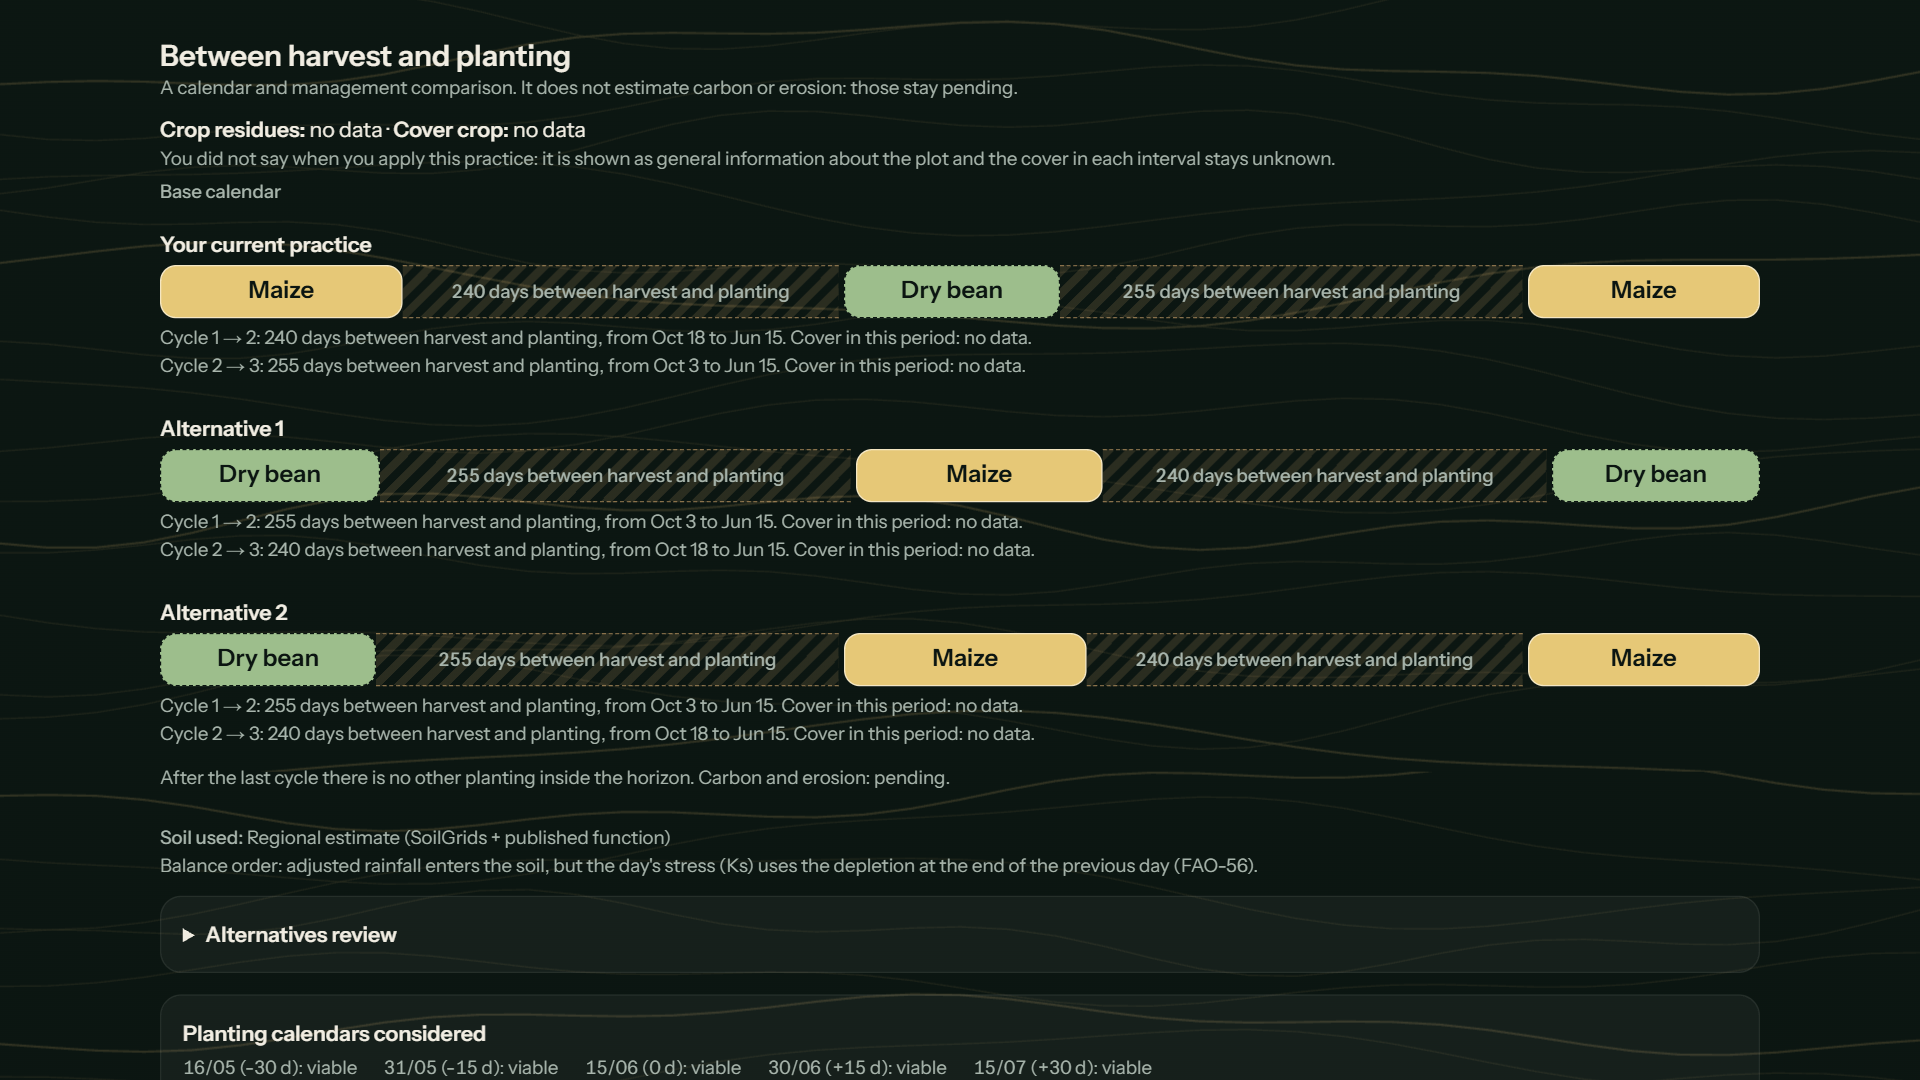 Between harvest and planting
A calendar and management comparison. It does not estimate carbon or erosion: those stay pending.
Crop residues: no data · Cover crop: no data
You did not say when you apply this practice: it is shown as general information about the plot and the cover in each interval stays unknown.
Base calendar
Your current practice
Maize 240 days between harvest and planting Dry bean 255 days between harvest and planting Maize
Cycle 1 → 2: 240 days between harvest and planting, from Oct 18 to Jun 15. Cover in this period: no data.
Cycle 2 → 3: 255 days between harvest and planting, from Oct 3 to Jun 15. Cover in this period: no data.
Alternative 1
Dry bean 255 days between harvest and planting Maize 240 days between harvest and planting Dry bean
Cycle 1 → 2: 255 days between harvest and planting, from Oct 3 to Jun 15. Cover in this period: no data.
Cycle 2 → 3: 240 days between harvest and planting, from Oct 18 to Jun 15. Cover in this period: no data.
Alternative 2
Dry bean 255 days between harvest and planting Maize 240 days between harvest and planting Maize
Cycle 1 → 2: 255 days between harvest and planting, from Oct 3 to Jun 15. Cover in this period: no data.
Cycle 2 → 3: 240 days between harvest and planting, from Oct 18 to Jun 15. Cover in this period: no data.
After the last cycle there is no other planting inside the horizon. Carbon and erosion: pending.
Soil used: Regional estimate (SoilGrids + published function)
Balance order: adjusted rainfall enters the soil, but the day's stress (Ks) uses the depletion at the end of the previous day (FAO-56).
▶ Alternatives review
Planting calendars considered
16/05 (-30 d): viable 31/05 (-15 d): viable 15/06 (0 d): viable 30/06 (+15 d): viable 15/07 (+30 d): viable